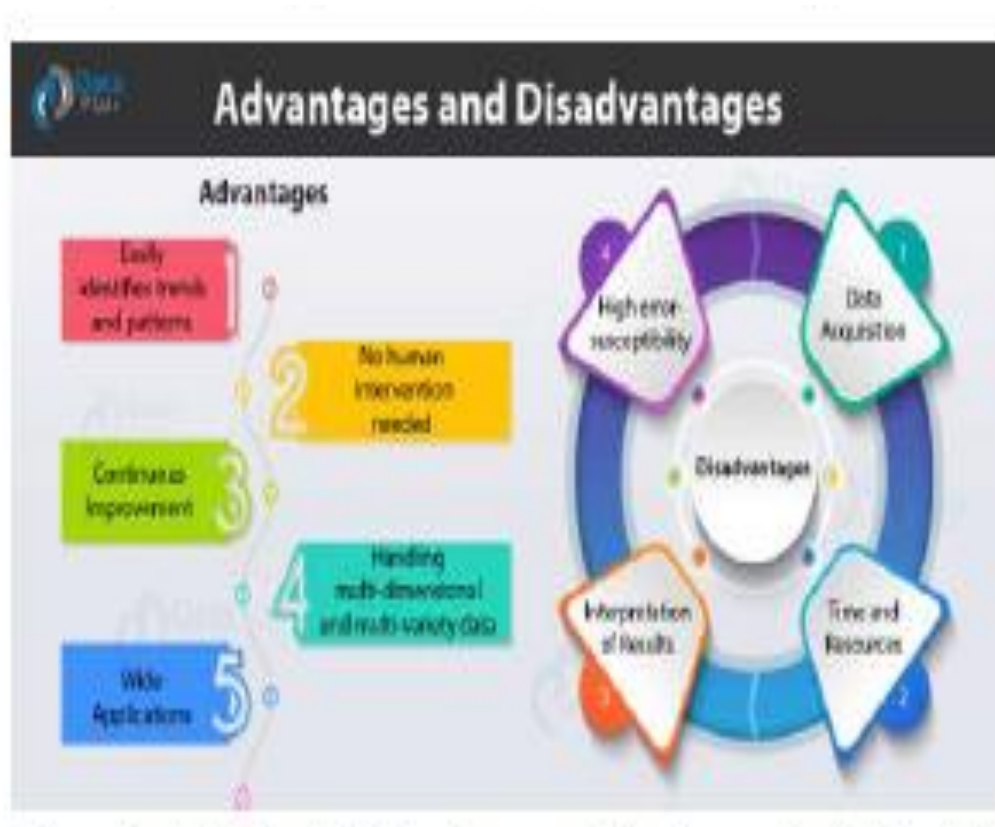 Data
Advantages and Disadvantages
Advantages
Easily
identifies trends
and patterns
1
2
No human
intervention
needed
Continuous
Improvement
3
4
Handling
multi-dimensional
and multi-variety data
Wide
Applications
5
Disadvantages
1
Data
Acquisition
2
Time and
Resources
3
Interpretation
of Results
4
High error-
susceptibility